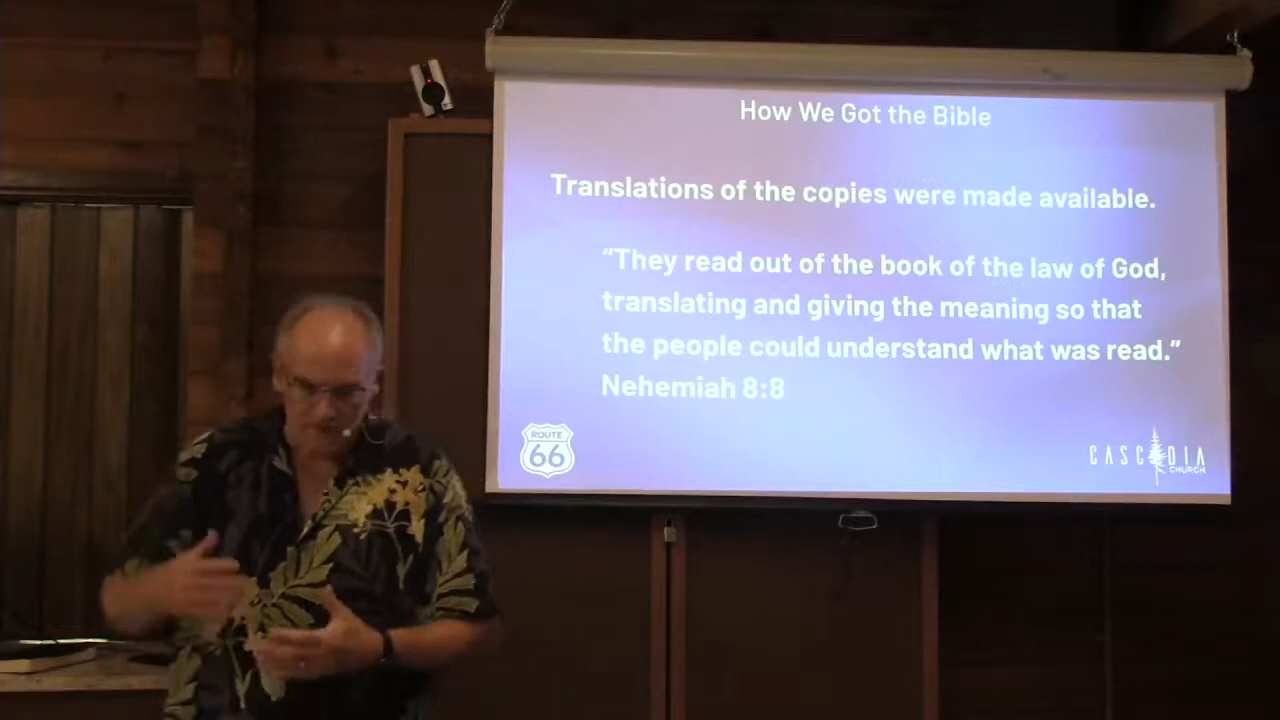 How We Got the Bible
Translations of the copies were made available.
“They read out of the book of the law of God,
translating and giving the meaning so that
the people could understand what was read.”
Nehemiah 8:8
ROUTE
66
CASCADIA
CHURCH